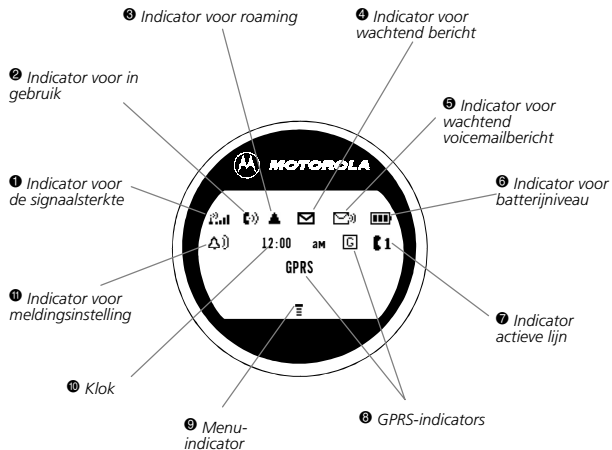 ❸ Indicator voor roaming
❹ Indicator voor
wachtend bericht
❷ Indicator voor in
gebruik
❺ Indicator voor
wachtend
voicemailbericht
❶ Indicator voor
de signaalsterkte
❻ Indicator voor
batterijniveau
MOTOROLA
12:00 AM G 1
GPRS
⓫ Indicator voor
meldingsinstelling
❼ Indicator
actieve lijn
❿ Klok
❾ Menu-
indicator
❽ GPRS-indicators